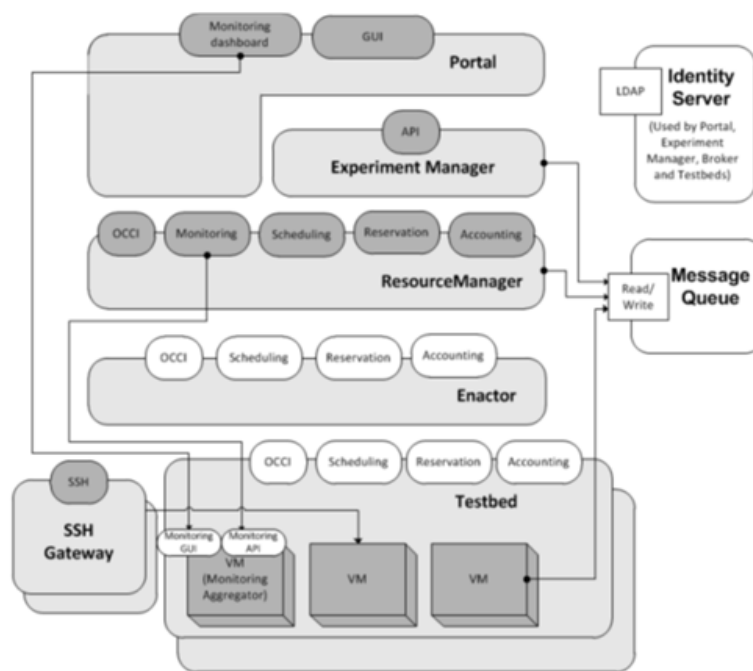 Monitoring
dashboard
GUI
Portal
LDAP
Identity
Server
(Used by Portal,
Experiment
Manager, Broker
and Testbeds)
API
Experiment Manager
OCCI
Monitoring
Scheduling
Reservation
Accounting
ResourceManager
Read/
Write
Message
Queue
OCCI
Scheduling
Reservation
Accounting
Enactor
OCCI
Scheduling
Reservation
Accounting
Testbed
SSH
SSH
Gateway
Monitoring
GUI
Monitoring
API
VM
(Monitoring
Aggregator)
VM
VM